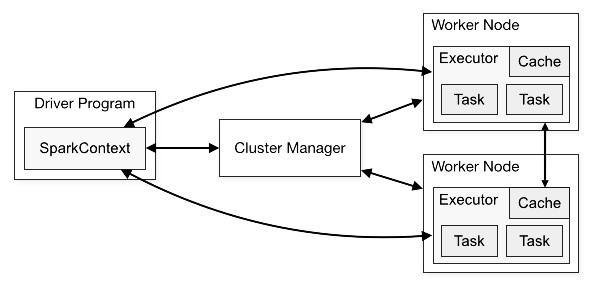 Driver Program
SparkContext
Cluster Manager
Worker Node
Executor
Cache
Task
Task
Worker Node
Executor
Cache
Task
Task